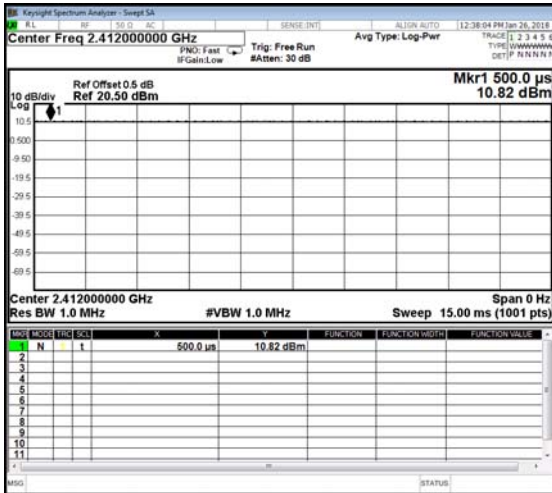 Keysight Spectrum Analyzer - Swept SA
RL RF 50 Ω AC SENSE:INT ALIGN AUTO 12:38:04 PM Jan 26, 2018
Center Freq 2.412000000 GHz
PNO: Fast
IFGain:Low
Trig: Free Run
#Atten: 30 dB
Avg Type: Log-Pwr
TRACE 1 2 3 4 5 6
TYPE
DET P N N N N N
Ref Offset 0.5 dB
Ref 20.50 dBm
Mkr1 500.0 µs
10.82 dBm
10 dB/div
Log
1
10.5
0.500
-9.50
-19.5
-29.5
-39.5
-49.5
-59.5
-69.5
Center 2.412000000 GHz
Span 0 Hz
Res BW 1.0 MHz
#VBW 1.0 MHz
Sweep 15.00 ms (1001 pts)
MKR MODE TRC SCL X Y FUNCTION FUNCTION WIDTH FUNCTION VALUE
1 N 1 t 500.0 µs 10.82 dBm
2
3
4
5
6
7
8
9
10
11
MSG
STATUS